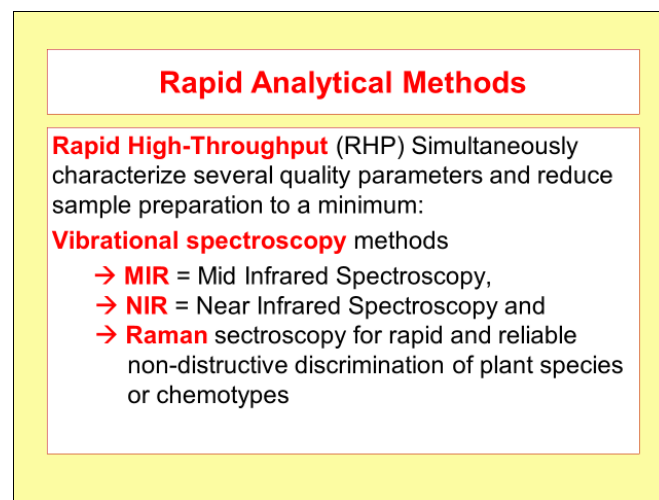 Rapid Analytical Methods
Rapid High-Throughput (RHP) Simultaneously
characterize several quality parameters and reduce
sample preparation to a minimum:
Vibrational spectroscopy methods
→ MIR = Mid Infrared Spectroscopy,
→ NIR = Near Infrared Spectroscopy and
→ Raman sectroscopy for rapid and reliable
non-distructive discrimination of plant species
or chemotypes